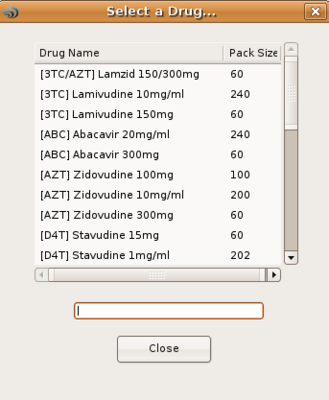 Select a Drug...
Drug Name Pack Size
[3TC/AZT] Lamzid 150/300mg 60
[3TC] Lamivudine 10mg/ml 240
[3TC] Lamivudine 150mg 60
[ABC] Abacavir 20mg/ml 240
[ABC] Abacavir 300mg 60
[AZT] Zidovudine 100mg 100
[AZT] Zidovudine 10mg/ml 200
[AZT] Zidovudine 300mg 60
[D4T] Stavudine 15mg 60
[D4T] Stavudine 1mg/ml 202
Close